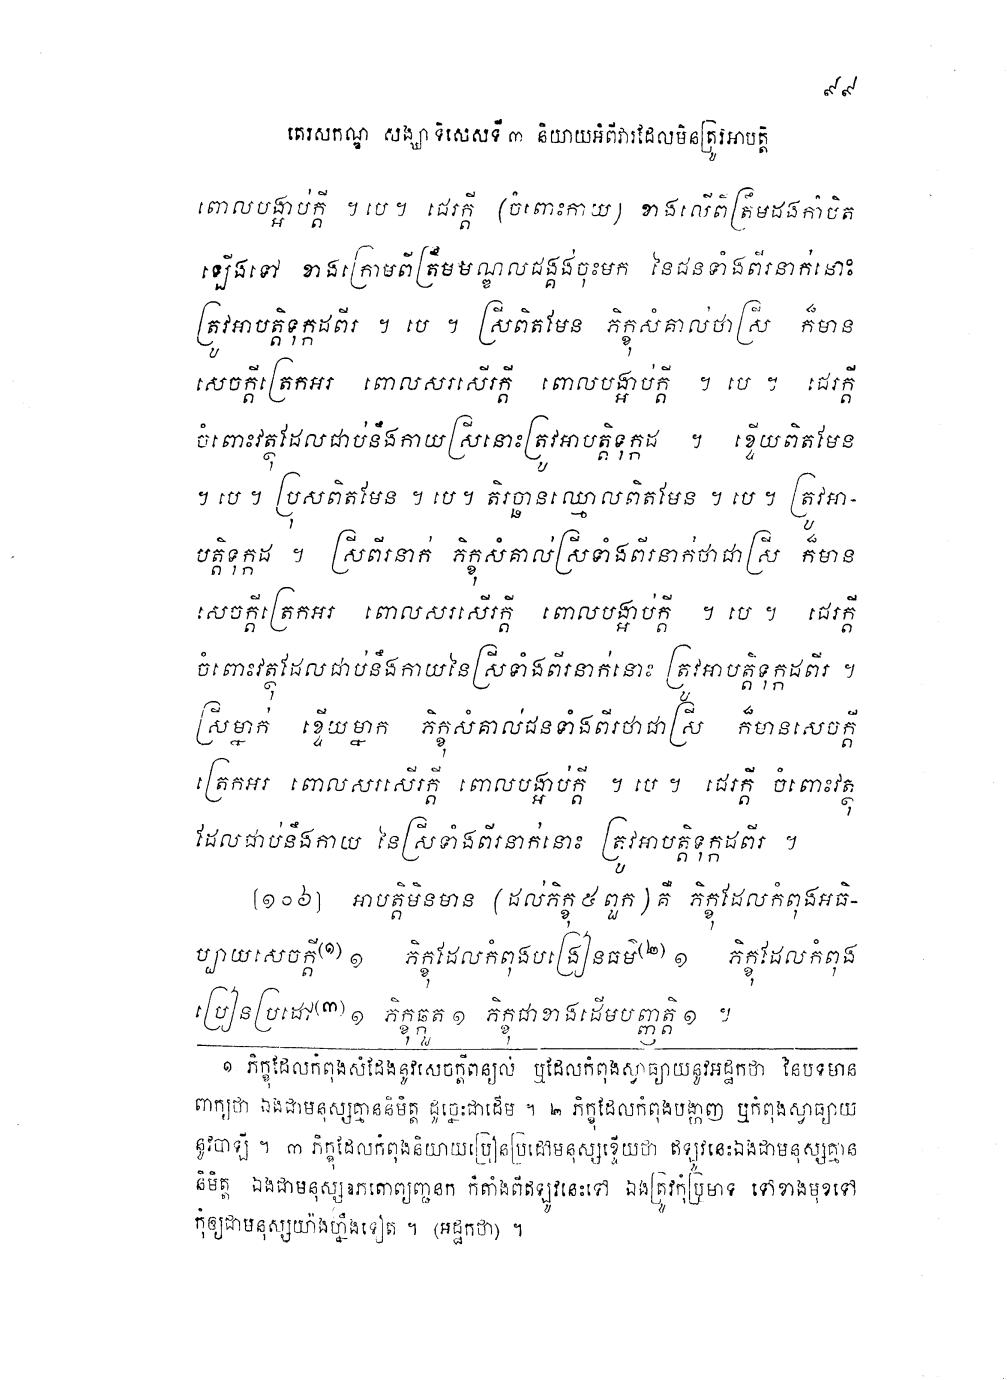 ៩៩
តេរសកណ្ឌ សង្ឃាទិសេសទី ៣ និយាយអំពីវារដែលមិនត្រូវអាបត្តិ
ពោលបង្អាប់ក្តី ។ បេ ។ ជេរក្តី (ចំពោះកាយ) ខាងលើពីត្រឹមដងកាំបិត
ឡើងទៅ ខាងក្រោមពីត្រឹមមណ្ឌលជង្គង់ចុះមក នៃជនទាំងពីរនាក់នោះ
ត្រូវអាបត្តិទុក្កដពីរ ។ បេ ។ ស្រីពិតមែន ភិក្ខុសំគាល់ថាស្រី ក៏មាន
សេចក្តីត្រេកអរ ពោលសរសើរក្តី ពោលបង្អាប់ក្តី ។ បេ ។ ជេរក្តី
ចំពោះវត្ថុដែលជាប់នឹងកាយស្រីនោះត្រូវអាបត្តិទុក្កដ ។ ខ្ទើយពិតមែន
។ បេ ។ ប្រុសពិតមែន ។ បេ ។ តិរច្ឆានឈ្មោលពិតមែន ។ បេ ។ ត្រូវអា-
បត្តិទុក្កដ ។ ស្រីពីរនាក់ ភិក្ខុសំគាល់ស្រីទាំងពីរនាក់ថាជាស្រី ក៏មាន
សេចក្តីត្រេកអរ ពោលសរសើរក្តី ពោលបង្អាប់ក្តី ។ បេ ។ ជេរក្តី
ចំពោះវត្ថុដែលជាប់នឹងកាយនៃស្រីទាំងពីរនាក់នោះ ត្រូវអាបត្តិទុក្កដពីរ ។
ស្រីម្នាក់ ខ្ទើយម្នាក ភិក្ខុសំគាល់ជនទាំងពីរថាជាស្រី ក៏មានសេចក្តី
ត្រេកអរ ពោលសរសើរក្តី ពោលបង្អាប់ក្តី ។ បេ ។ ជេរក្តី ចំពោះវត្ថុ
ដែលជាប់នឹងកាយ នៃស្រីទាំងពីរនាក់នោះ ត្រូវអាបត្តិទុក្កដពីរ ។
[១០៦] អាបត្តិមិនមាន (ដល់ភិក្ខុ ៥ ពួក) គឺ ភិក្ខុដែលកំពុងអធិ-
ប្បាយសេចក្តី(១) ១ ភិក្ខុដែលកំពុងបង្រៀនធម៌(២) ១ ភិក្ខុដែលកំពុង
ប្រៀនប្រដៅ(៣) ១ ភិក្ខុឆ្កួត ១ ភិក្ខុជាខាងដើមបញ្ញត្តិ ១ ។
១ ភិក្ខុដែលកំពុងសំដែងនូវសេចក្តីពន្យល់ ឬដែលកំពុងស្វាធ្យាយនូវអដ្ឋកថា នៃបទមាន
ពាក្យថា ឯងជាមនុស្សគ្មាននិមិត្ត ដូច្នេះជាដើម ។ ២ ភិក្ខុដែលកំពុងបង្ហាញ ឬកំពុងស្វាធ្យាយ
នូវបាឡី ។ ៣ ភិក្ខុដែលកំពុងនិយាយប្រៀនប្រដៅមនុស្សខ្ទើយថា ឥឡូវនេះឯងជាមនុស្សគ្មាន
និមិត្ត ឯងជាមនុស្សឧភតោព្យញ្ជនក កំតាំងពីឥឡូវនេះទៅ ឯងត្រូវកុំប្រមាទ ទៅខាងមុខទៅ
កុំឲ្យជាមនុស្សយ៉ាងហ្នឹងទៀត ។ (អដ្ឋកថា) ។